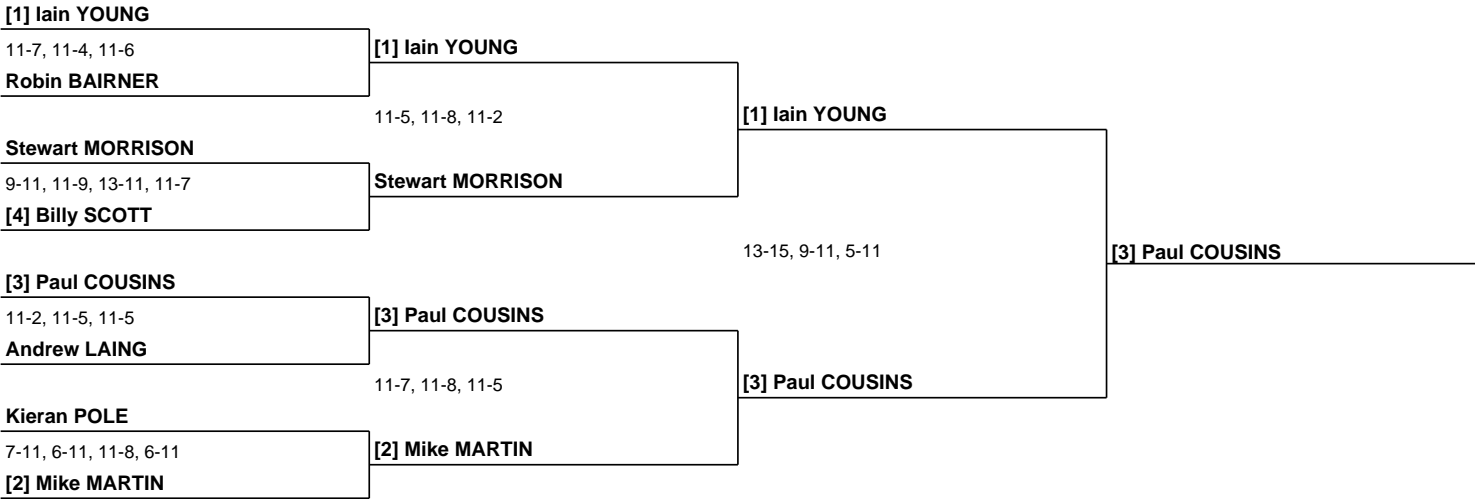 [1] Iain YOUNG
11-7, 11-4, 11-6
Robin BAIRNER
Stewart MORRISON
9-11, 11-9, 13-11, 11-7
[4] Billy SCOTT
[3] Paul COUSINS
11-2, 11-5, 11-5
Andrew LAING
Kieran POLE
7-11, 6-11, 11-8, 6-11
[2] Mike MARTIN
[1] Iain YOUNG
11-5, 11-8, 11-2
Stewart MORRISON
[3] Paul COUSINS
11-7, 11-8, 11-5
[2] Mike MARTIN
[1] Iain YOUNG
13-15, 9-11, 5-11
[3] Paul COUSINS
[3] Paul COUSINS